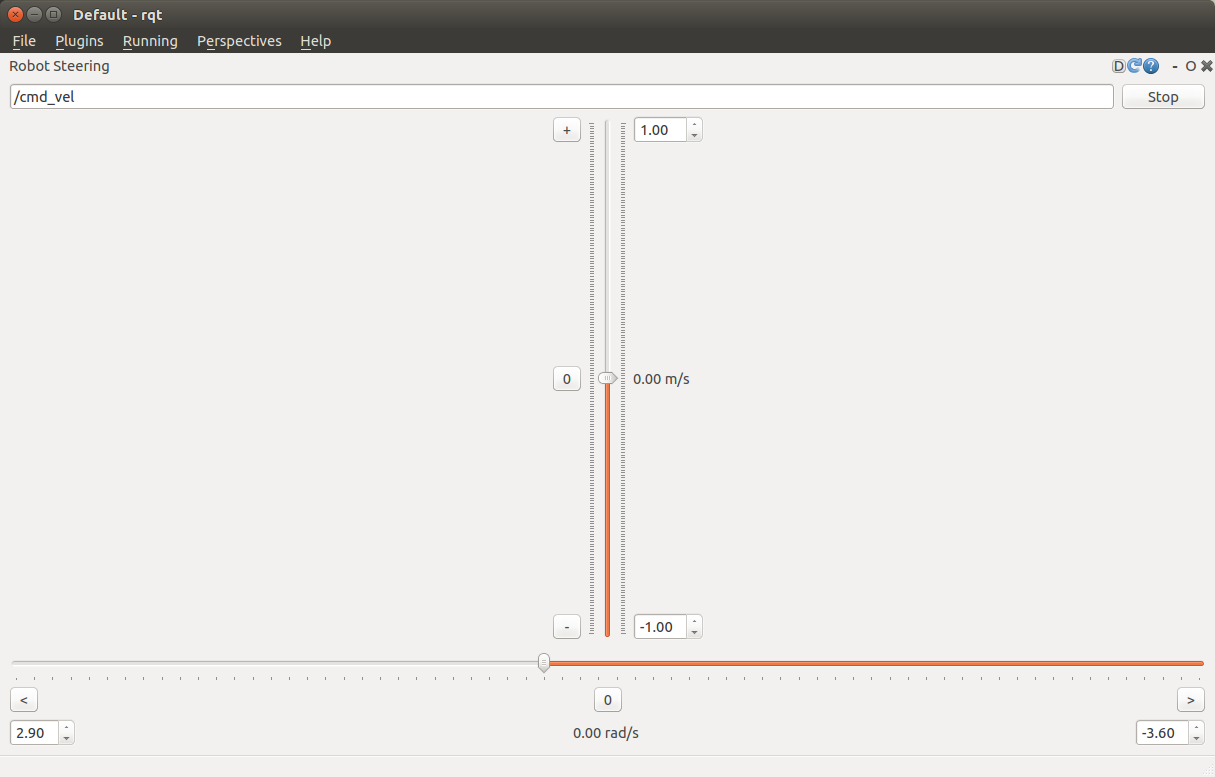 Default - rqt
File Plugins Running Perspectives Help
Robot Steering D ? - O
/cmd_vel Stop
+ 1.00
0 0.00 m/s
- -1.00
< 0 >
2.90 0.00 rad/s -3.60